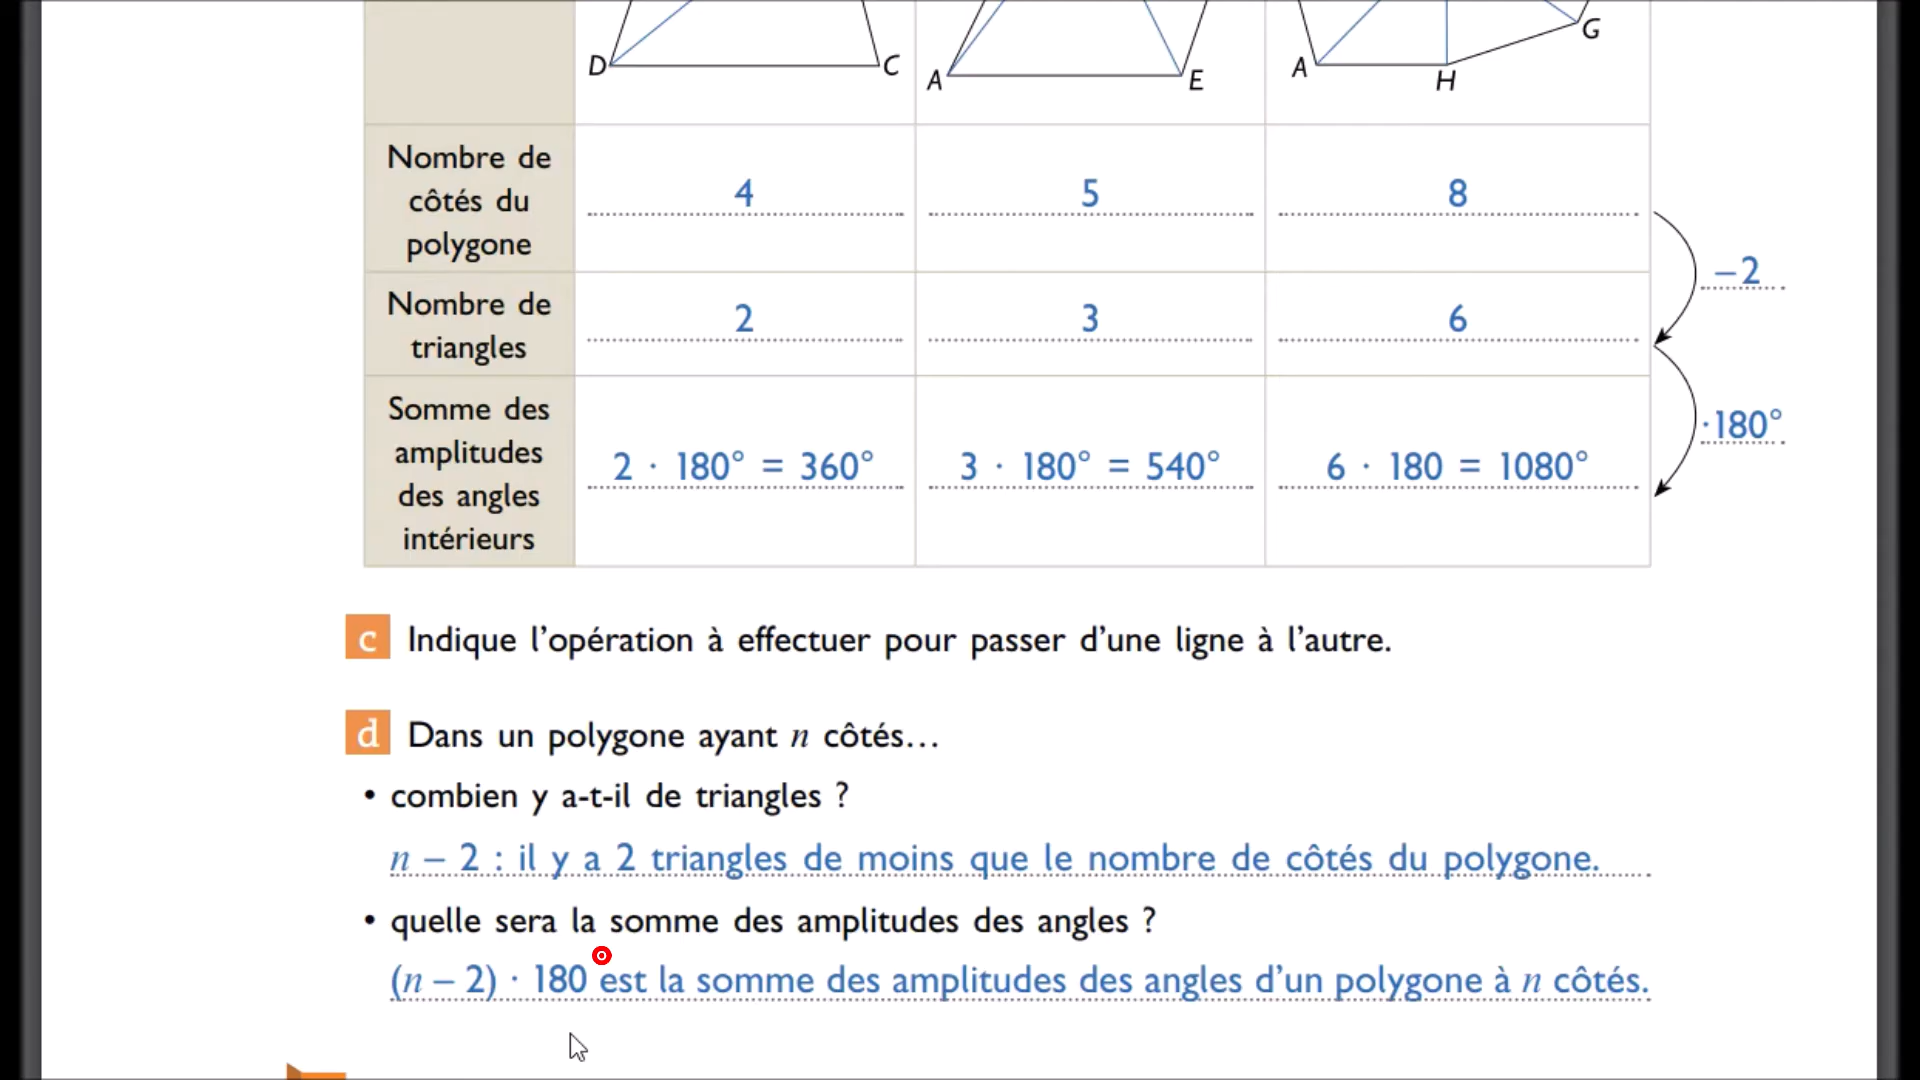 D C A E A H G
Nombre de
côtés du
polygone
4 5 8
−2
Nombre de
triangles
2 3 6
·180°
Somme des
amplitudes
des angles
intérieurs
2 · 180° = 360° 3 · 180° = 540° 6 · 180 = 1080°
c Indique l’opération à effectuer pour passer d’une ligne à l’autre.
d Dans un polygone ayant n côtés…
• combien y a-t-il de triangles ?
n – 2 : il y a 2 triangles de moins que le nombre de côtés du polygone.
• quelle sera la somme des amplitudes des angles ?
(n – 2) · 180 est la somme des amplitudes des angles d’un polygone à n côtés.